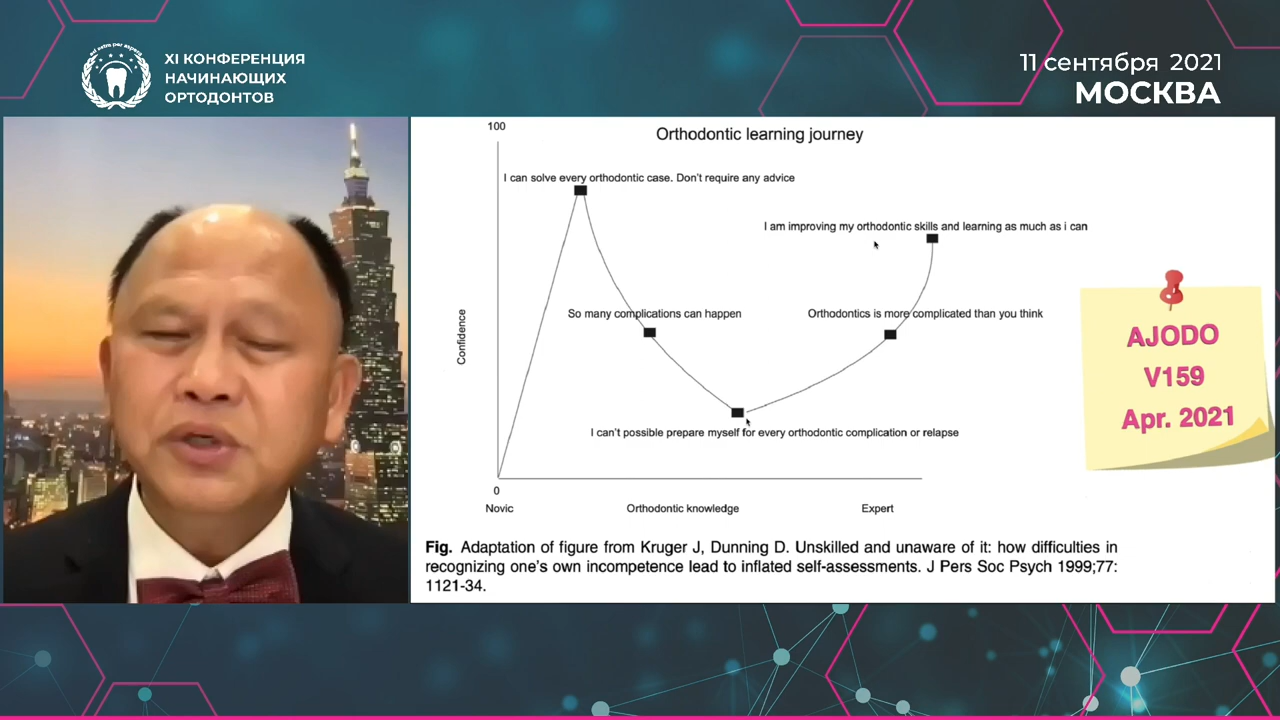 XI КОНФЕРЕНЦИЯ
НАЧИНАЮЩИХ
ОРТОДОНТОВ
11 сентября 2021
МОСКВА
100
Orthodontic learning journey
I can solve every orthodontic case. Don't require any advice
I am improving my orthodontic skills and learning as much as i can
So many complications can happen
Orthodontics is more complicated than you think
Confidence
I can't possible prepare myself for every orthodontic complication or relapse
0
Novic
Orthodontic knowledge
Expert
AJODO
V159
Apr. 2021
Fig. Adaptation of figure from Kruger J, Dunning D. Unskilled and unaware of it: how difficulties in
recognizing one's own incompetence lead to inflated self-assessments. J Pers Soc Psych 1999;77:
1121-34.